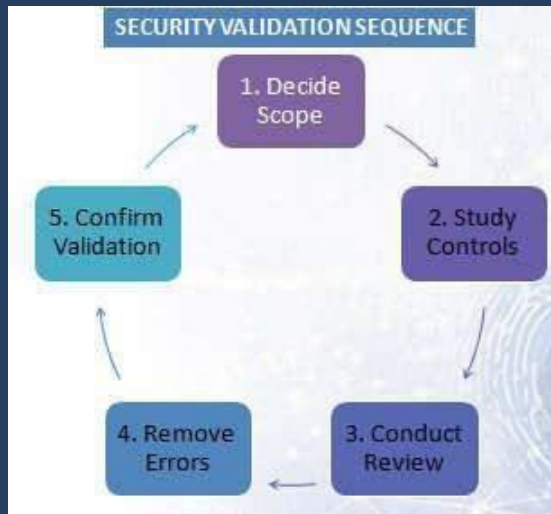 SECURITY VALIDATION SEQUENCE
1. Decide
Scope
2. Study
Controls
3. Conduct
Review
4. Remove
Errors
5. Confirm
Validation